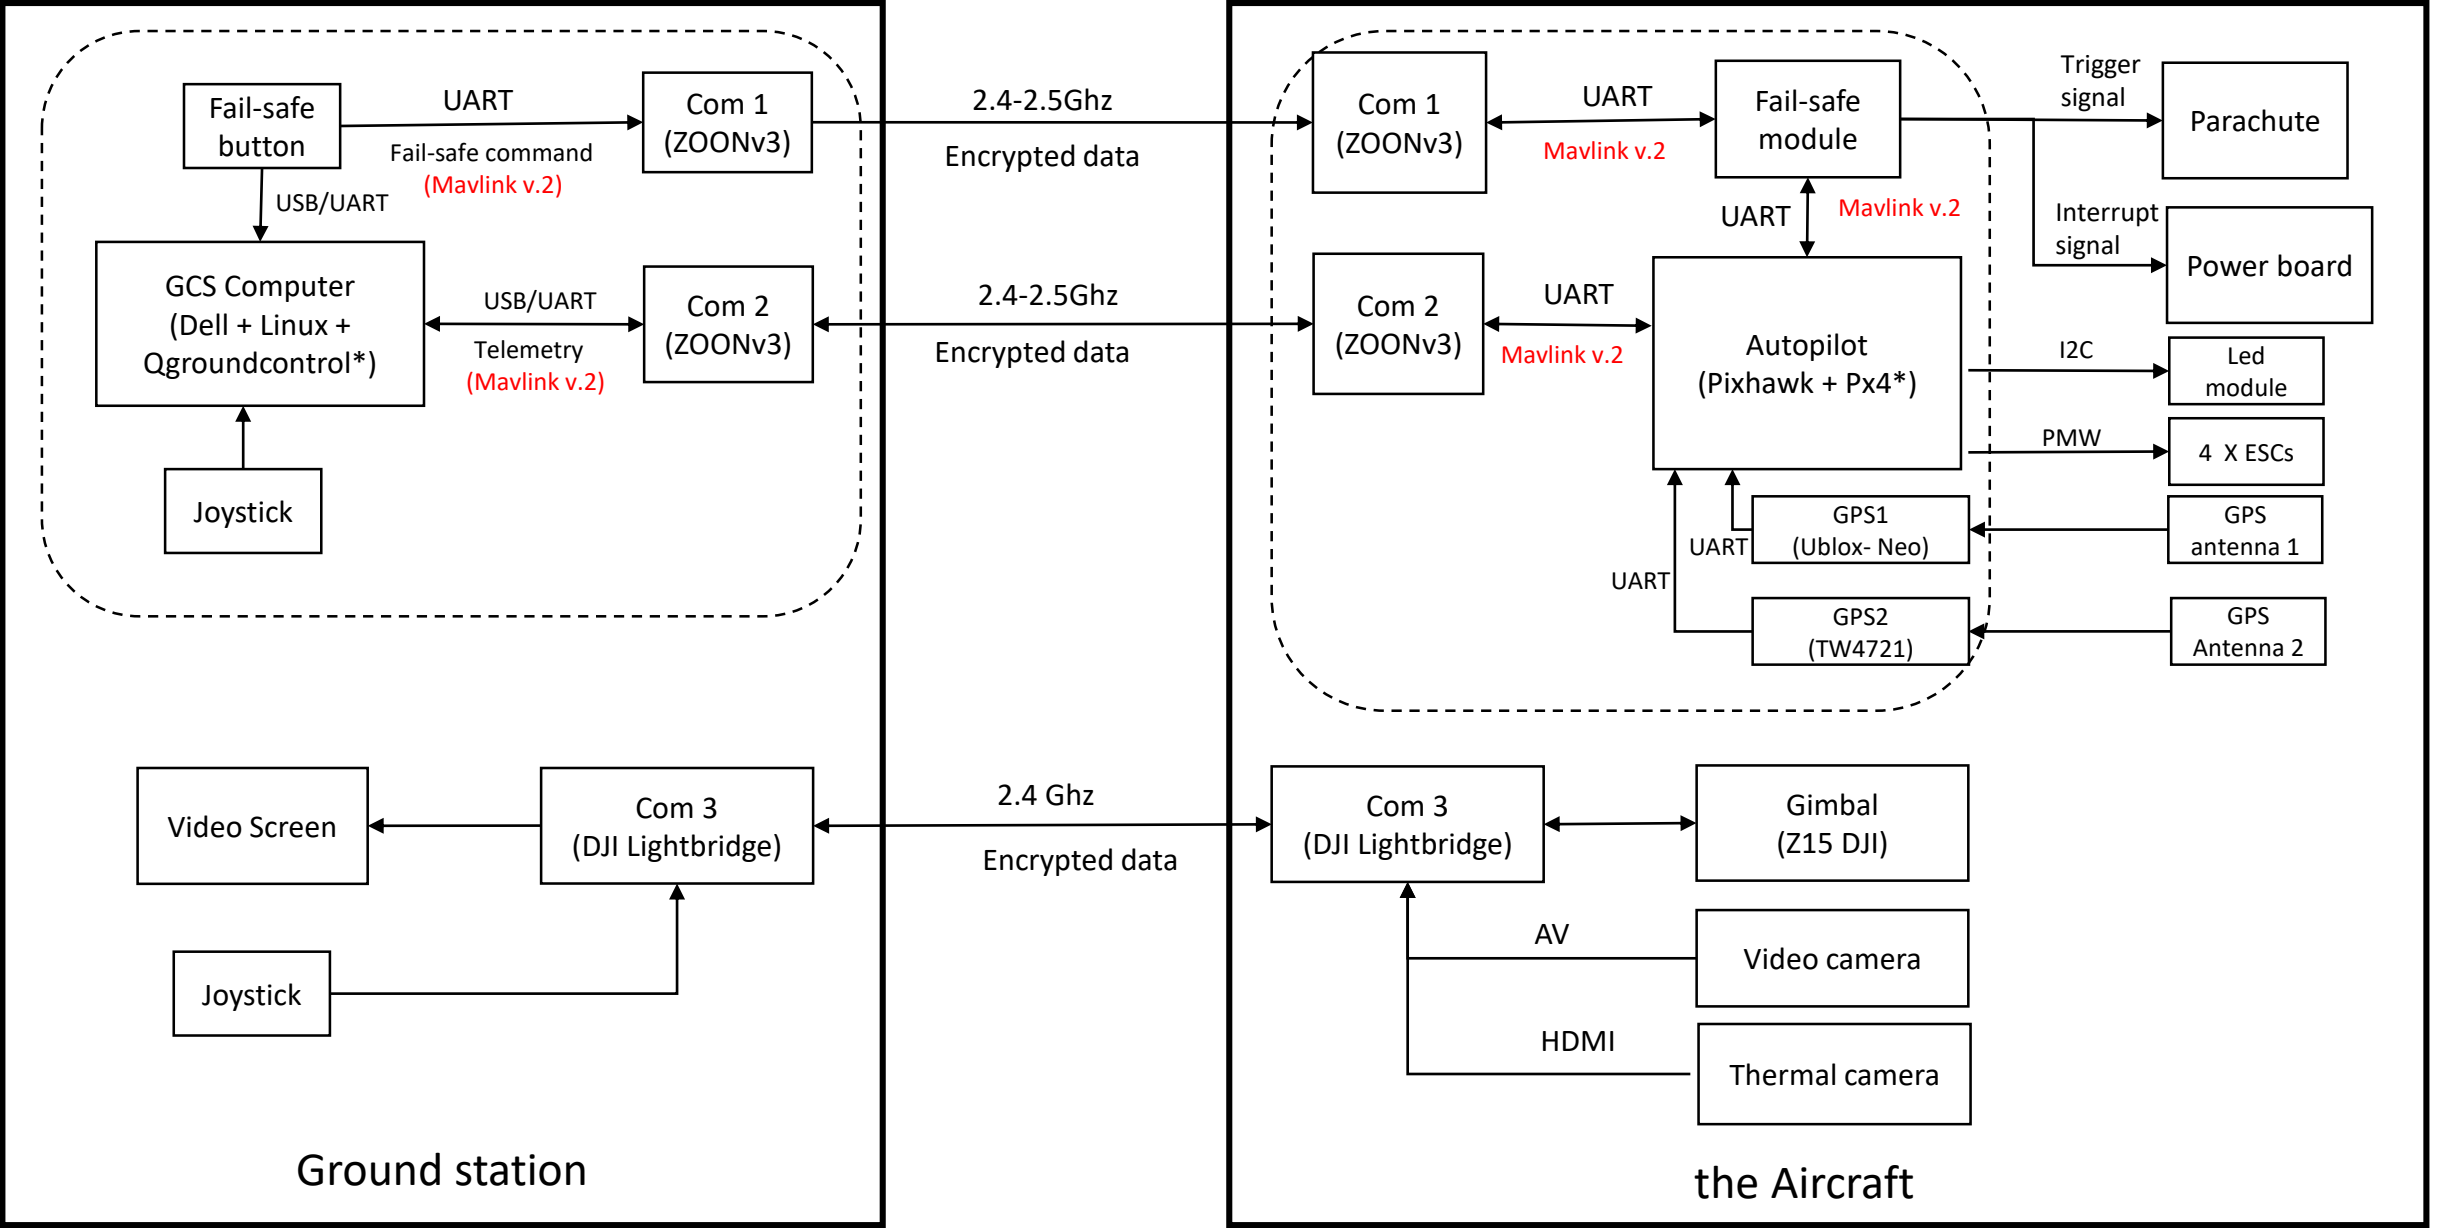 Fail-safe
button
UART
Fail-safe command
(Mavlink v.2)
Com 1
(ZOONv3)
USB/UART
GCS Computer
(Dell + Linux +
Qgroundcontrol*)
USB/UART
Telemetry
(Mavlink v.2)
Com 2
(ZOONv3)
Joystick
Video Screen
Com 3
(DJI Lightbridge)
Joystick
Ground station
2.4-2.5Ghz
Encrypted data
2.4-2.5Ghz
Encrypted data
2.4 Ghz
Encrypted data
Com 1
(ZOONv3)
UART
Mavlink v.2
Fail-safe
module
Trigger
signal
Parachute
UART
Mavlink v.2
Interrupt
signal
Power board
Com 2
(ZOONv3)
UART
Mavlink v.2
Autopilot
(Pixhawk + Px4*)
I2C
Led
module
PMW
4 X ESCs
UART
GPS1
(Ublox- Neo)
GPS
antenna 1
UART
GPS2
(TW4721)
GPS
Antenna 2
Com 3
(DJI Lightbridge)
Gimbal
(Z15 DJI)
AV
Video camera
HDMI
Thermal camera
the Aircraft